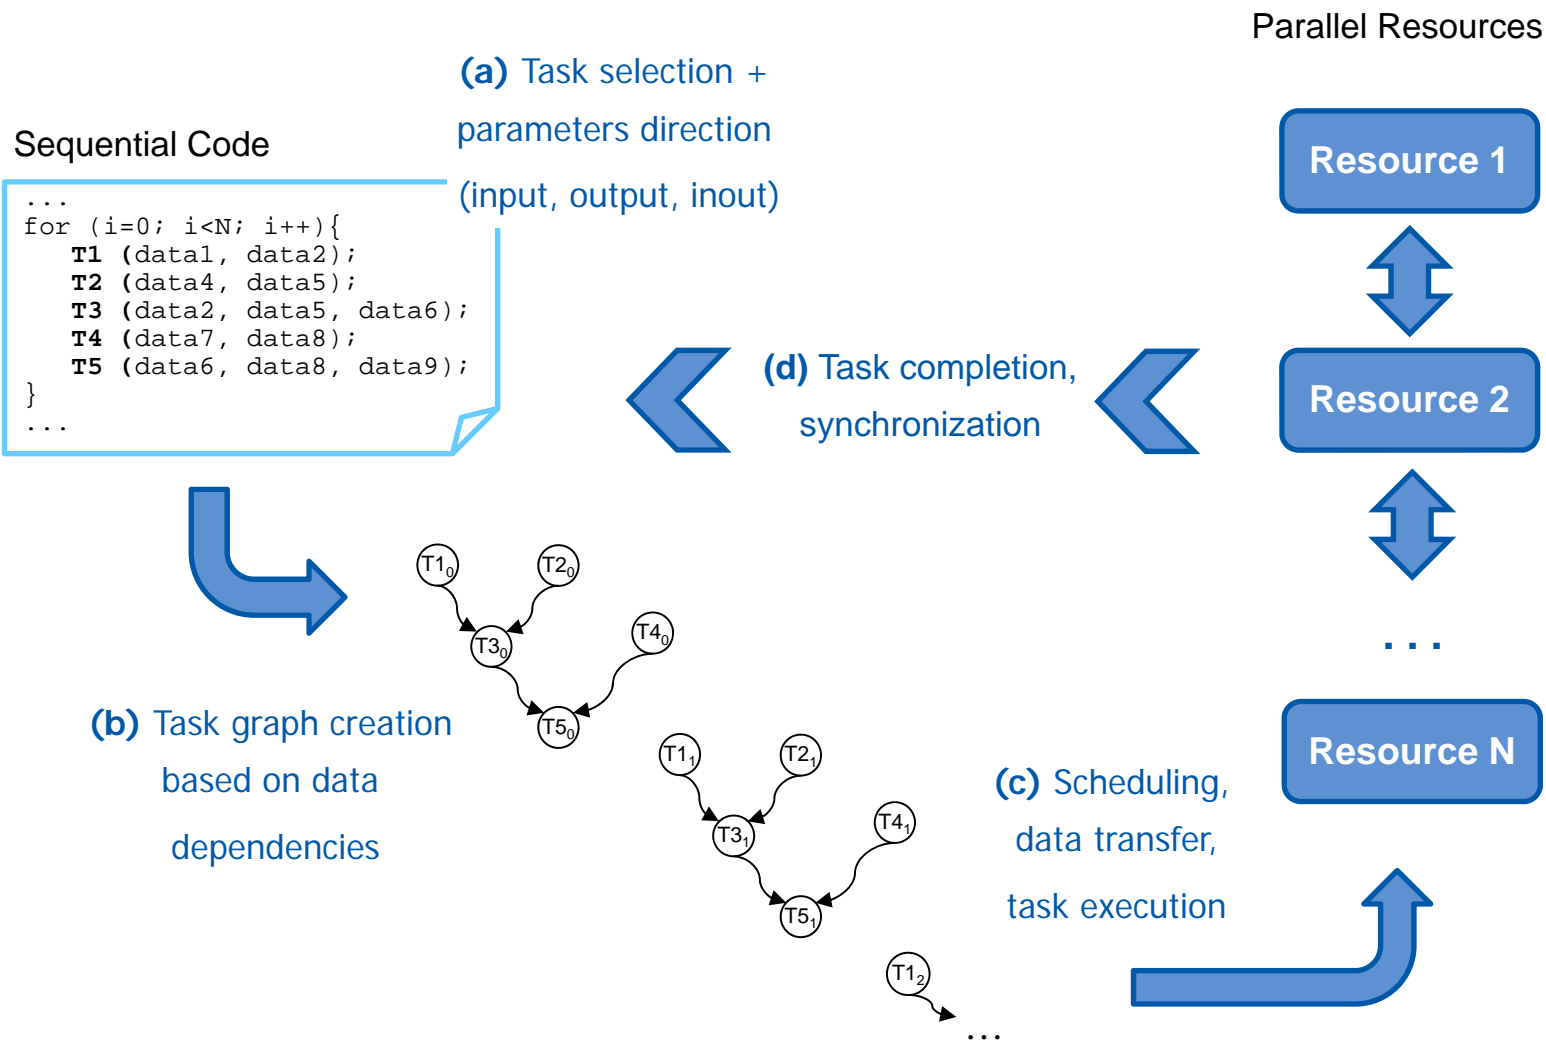 Parallel Resources
(a) Task selection +
parameters direction
(input, output, inout)
Sequential Code
...
for (i=0; i<N; i++){
T1 (data1, data2);
T2 (data4, data5);
T3 (data2, data5, data6);
T4 (data7, data8);
T5 (data6, data8, data9);
}
...
Resource 1
(d) Task completion,
synchronization
Resource 2
...
Resource N
(b) Task graph creation
based on data
dependencies
T1₀
T2₀
T3₀
T4₀
T5₀
T1₁
T2₁
T3₁
T4₁
T5₁
T1₂
...
(c) Scheduling,
data transfer,
task execution